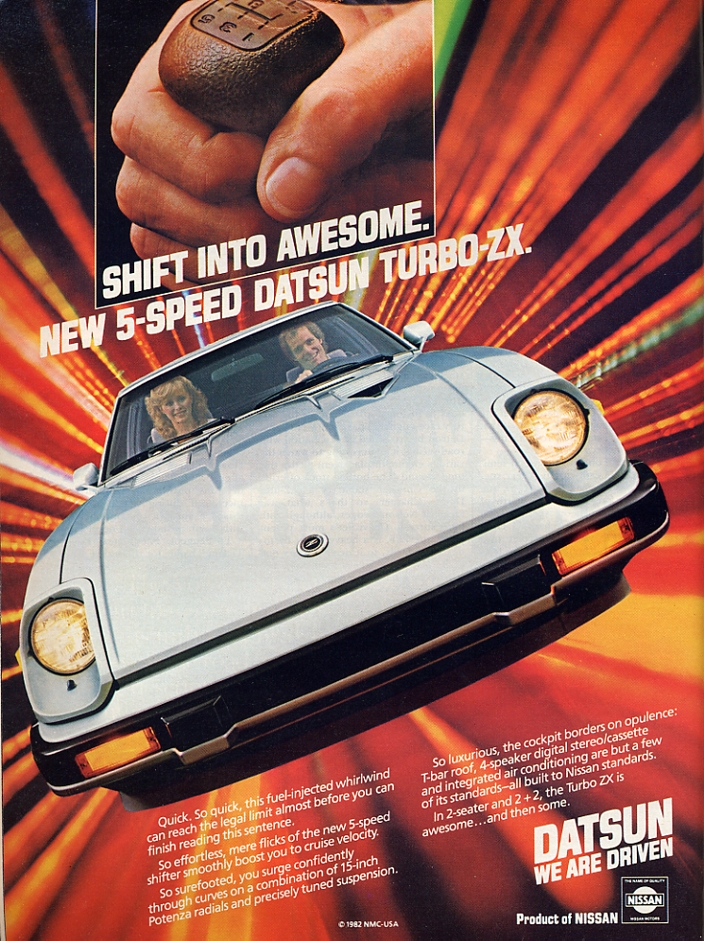 SHIFT INTO AWESOME.
NEW 5-SPEED DATSUN TURBO-ZX.
Quick. So quick, this fuel-injected whirlwind
can reach the legal limit almost before you can
finish reading this sentence.
So effortless, mere flicks of the new 5-speed
shifter smoothly boost you to cruise velocity.
So surefooted, you surge confidently
through curves on a combination of 15-inch
Potenza radials and precisely tuned suspension.
So luxurious, the cockpit borders on opulence:
T-bar roof, 4-speaker digital stereo/cassette
and integrated air conditioning are but a few
of its standards—all built to Nissan standards.
In 2-seater and 2+2, the Turbo ZX is
awesome...and then some.
DATSUN
WE ARE DRIVEN
Product of NISSAN
THE NAME OF QUALITY
NISSAN
NISSAN MOTORS
© 1982 NMC-USA